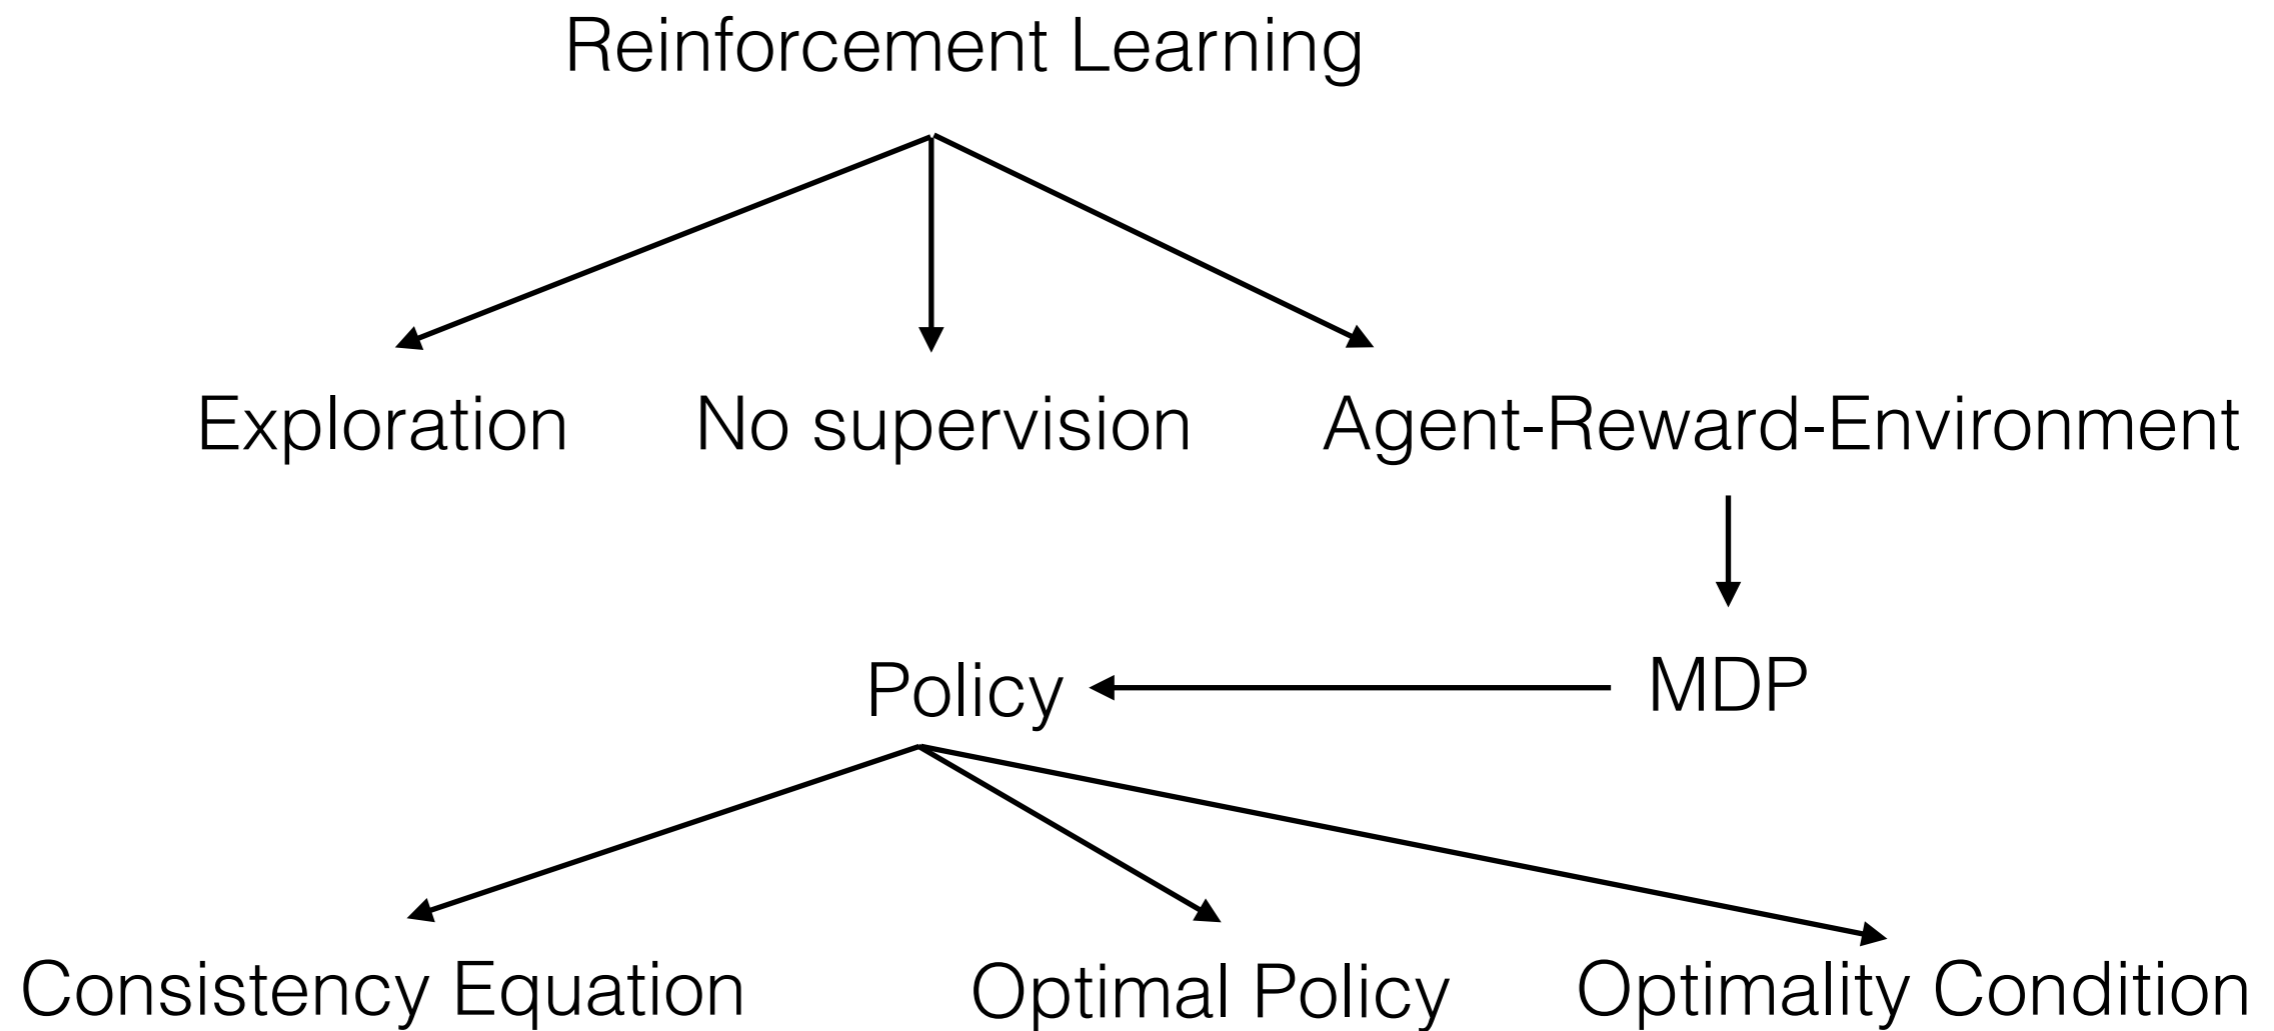 Reinforcement Learning
Exploration
No supervision
Agent-Reward-Environment
Policy
MDP
Consistency Equation
Optimal Policy
Optimality Condition